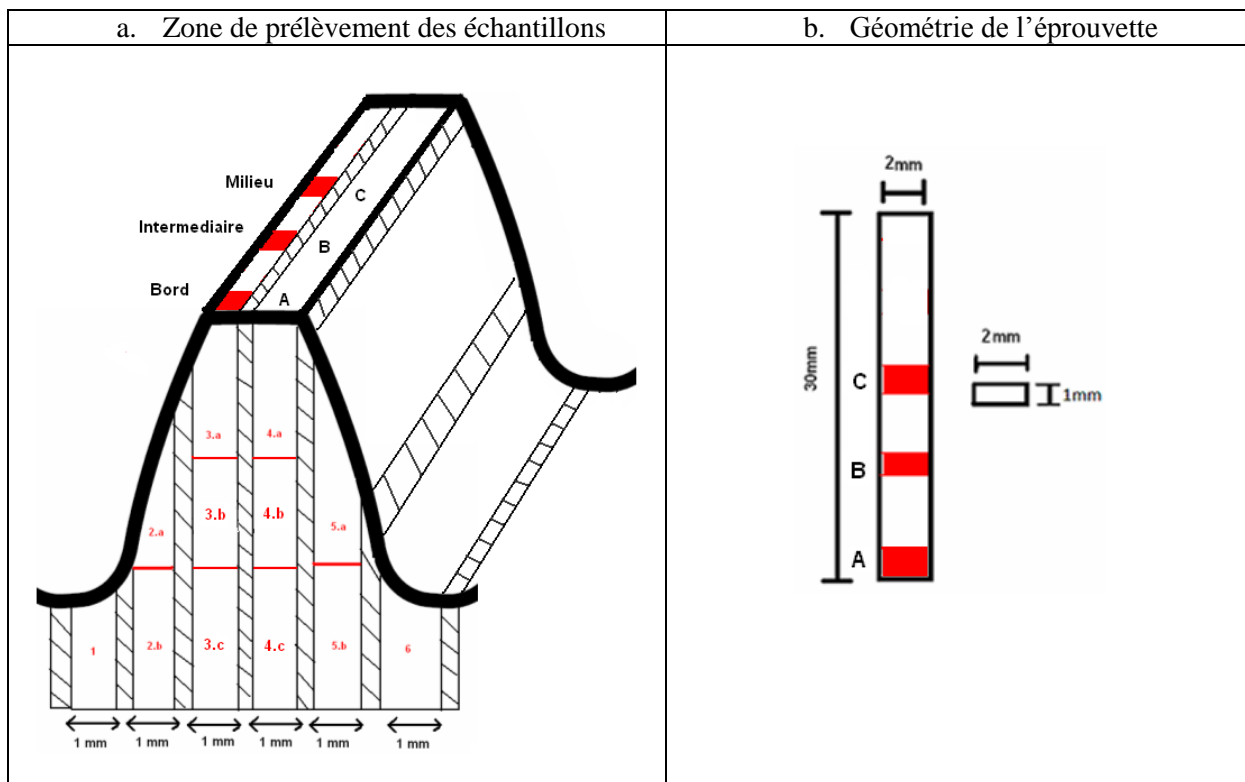 a. Zone de prélèvement des échantillons
b. Géométrie de l'éprouvette
Milieu
Intermediaire
Bord
C
B
A
3.a
4.a
3.b
4.b
2.a
5.a
1
2.b
3.c
4.c
5.b
6
1 mm
1 mm
1 mm
1 mm
1 mm
1 mm
2mm
30mm
C
B
A
2mm
1mm